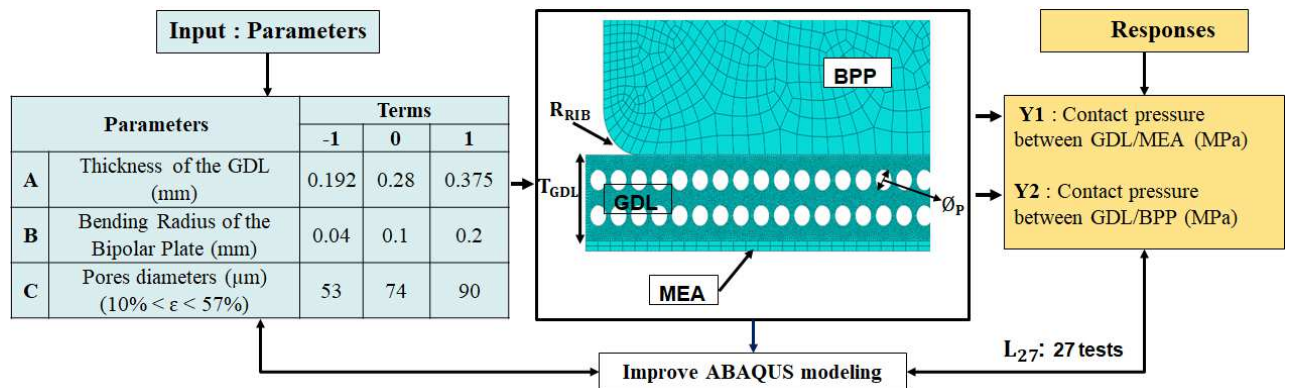 Input : Parameters
Parameters
Terms
-1 0 1
A Thickness of the GDL
(mm)
0.192 0.28 0.375
B Bending Radius of the
Bipolar Plate (mm)
0.04 0.1 0.2
C Pores diameters (µm)
(10% < ε < 57%)
53 74 90
BPP
R_RIB
T_GDL
GDL
Ø_P
MEA
Responses
Y1 : Contact pressure
between GDL/MEA (MPa)
Y2 : Contact pressure
between GDL/BPP (MPa)
L₂₇: 27 tests
Improve ABAQUS modeling